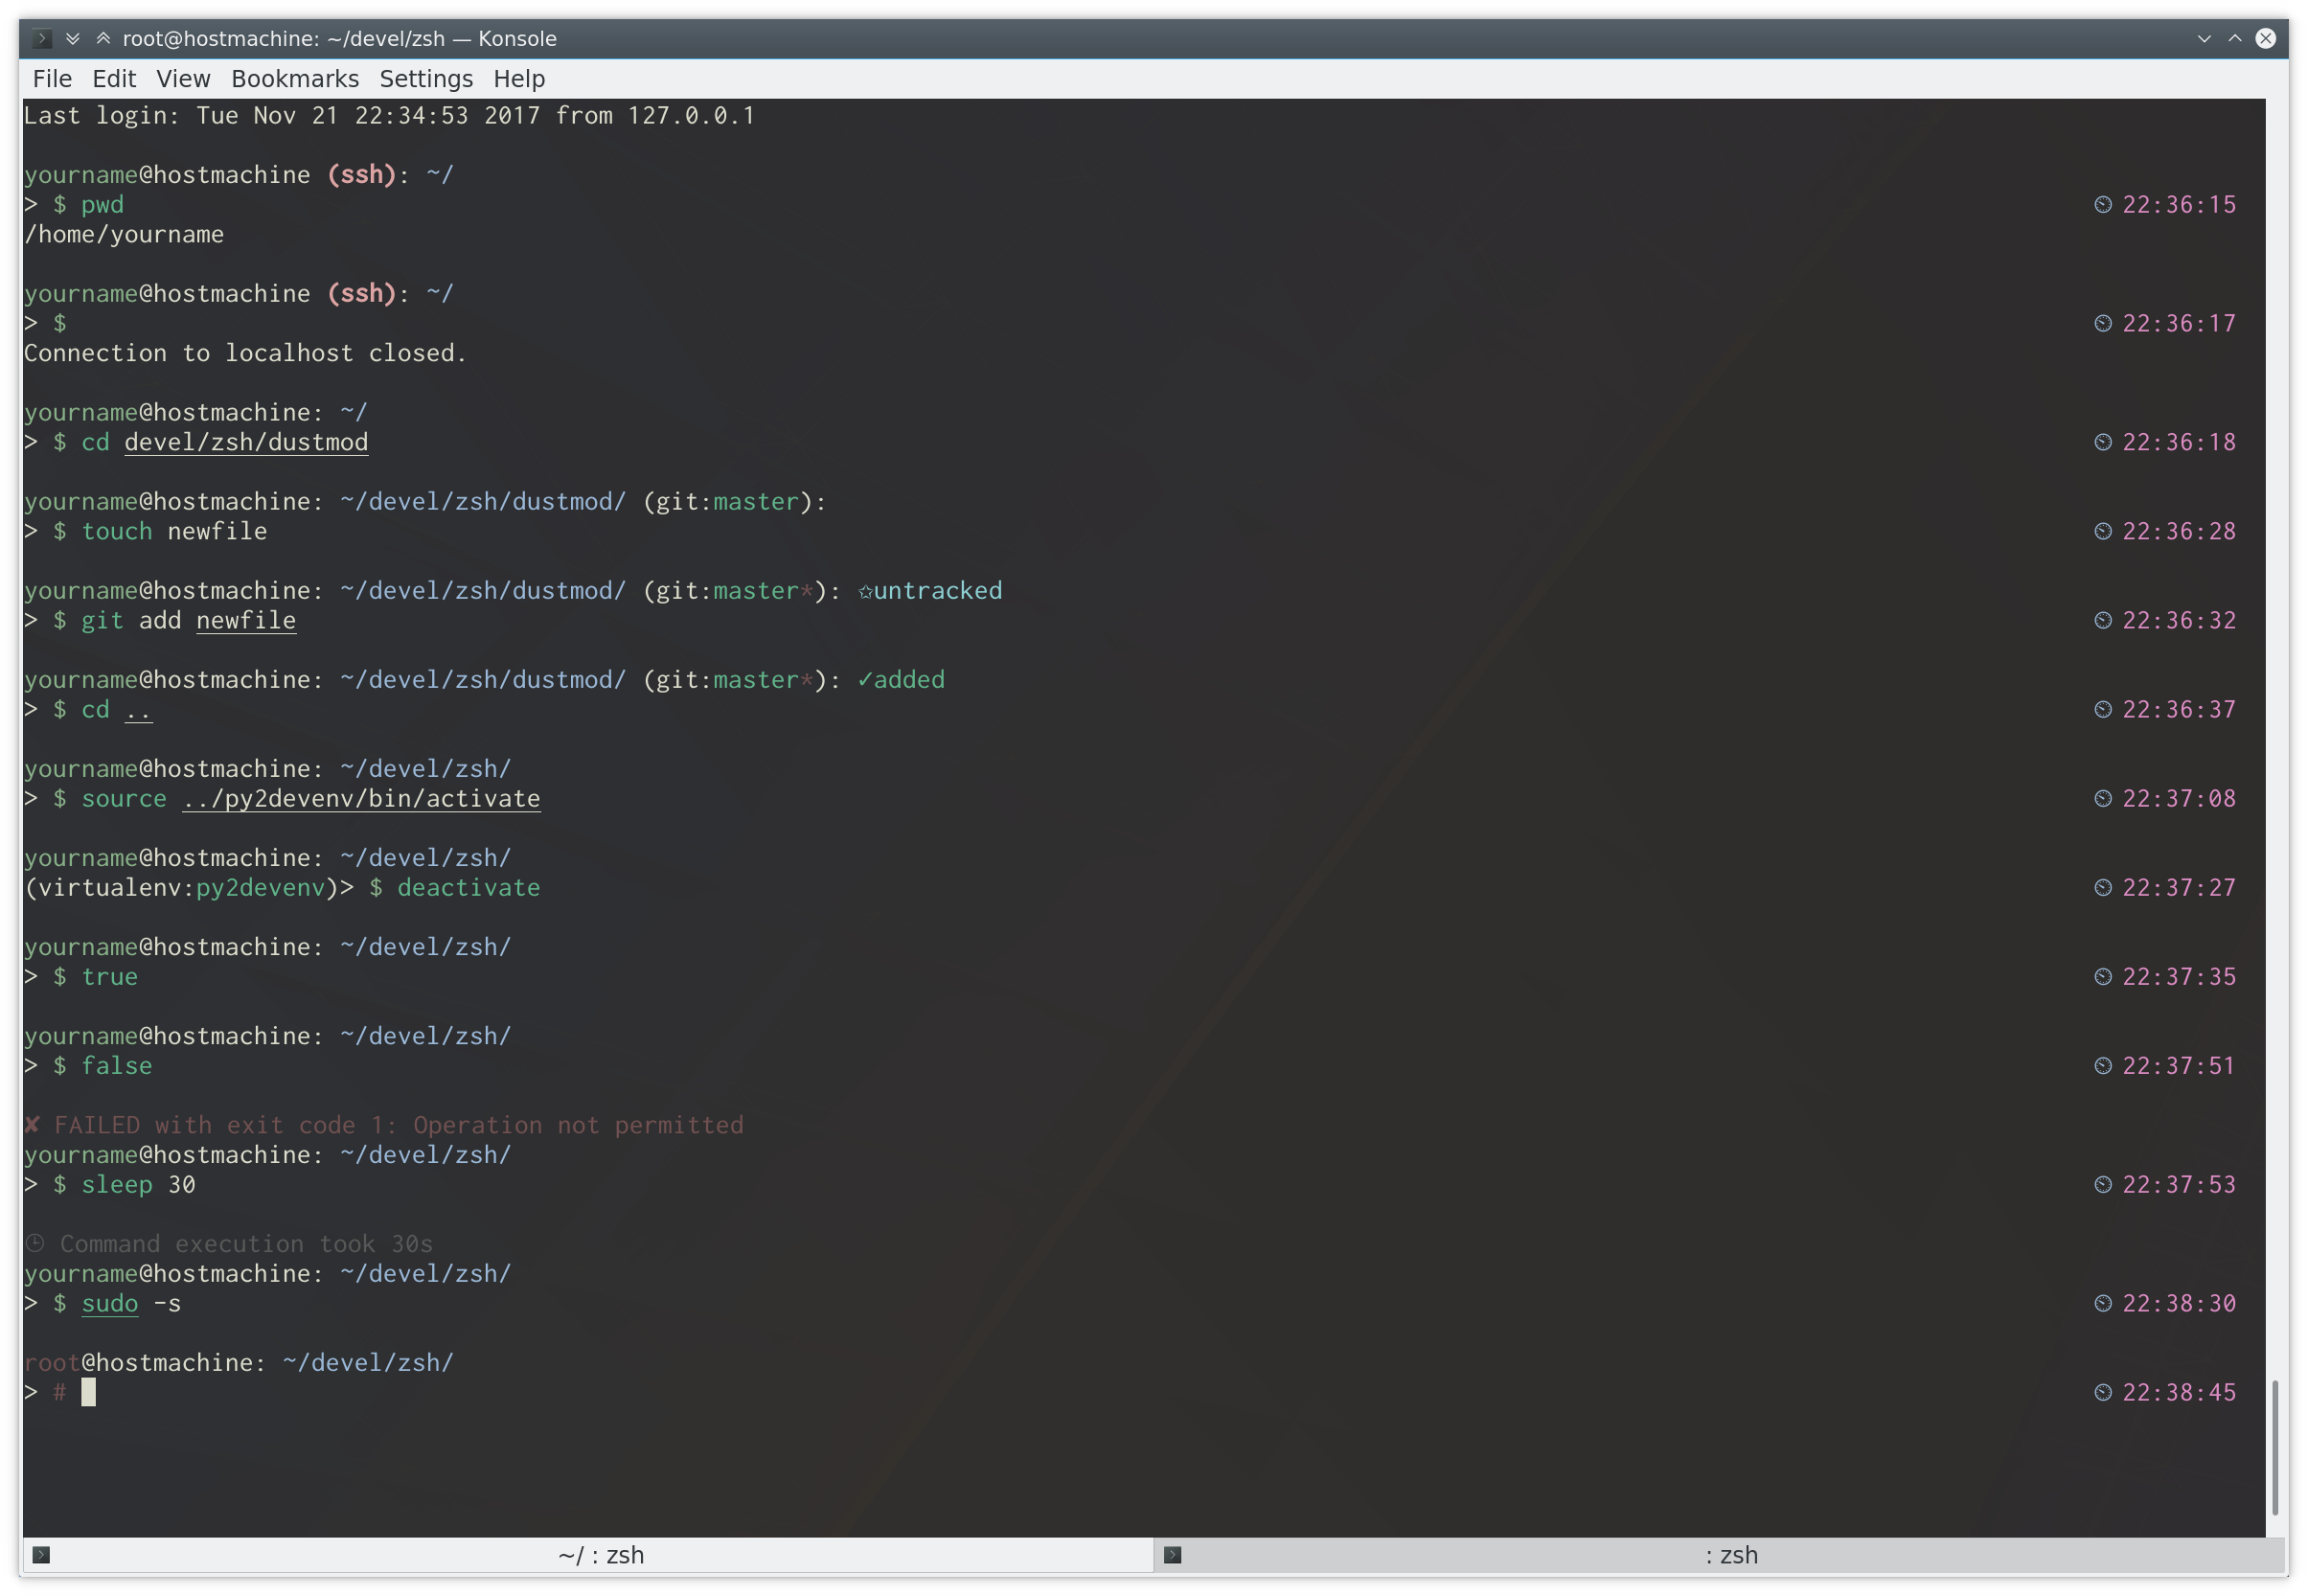 root@hostmachine: ~/devel/zsh — Konsole
File Edit View Bookmarks Settings Help
Last login: Tue Nov 21 22:34:53 2017 from 127.0.0.1
yourname@hostmachine (ssh): ~/
> $ pwd 22:36:15
/home/yourname
yourname@hostmachine (ssh): ~/
> $ 22:36:17
Connection to localhost closed.
yourname@hostmachine: ~/
> $ cd devel/zsh/dustmod 22:36:18
yourname@hostmachine: ~/devel/zsh/dustmod/ (git:master):
> $ touch newfile 22:36:28
yourname@hostmachine: ~/devel/zsh/dustmod/ (git:master*): ✩untracked
> $ git add newfile 22:36:32
yourname@hostmachine: ~/devel/zsh/dustmod/ (git:master*): ✓added
> $ cd .. 22:36:37
yourname@hostmachine: ~/devel/zsh/
> $ source ../py2devenv/bin/activate 22:37:08
yourname@hostmachine: ~/devel/zsh/
(virtualenv:py2devenv)> $ deactivate 22:37:27
yourname@hostmachine: ~/devel/zsh/
> $ true 22:37:35
yourname@hostmachine: ~/devel/zsh/
> $ false 22:37:51
✘ FAILED with exit code 1: Operation not permitted
yourname@hostmachine: ~/devel/zsh/
> $ sleep 30 22:37:53
Command execution took 30s
yourname@hostmachine: ~/devel/zsh/
> $ sudo -s 22:38:30
root@hostmachine: ~/devel/zsh/
> # 22:38:45
~/ : zsh
: zsh